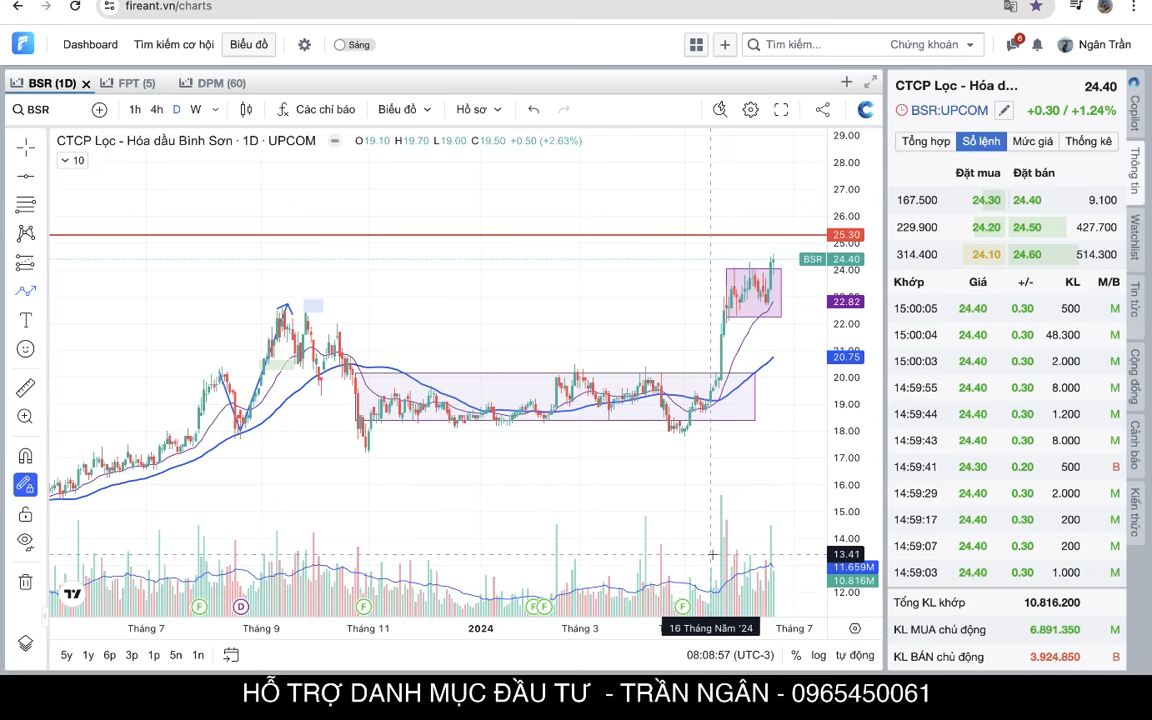 fireant.vn/charts
Dashboard Tìm kiếm cơ hội Biểu đồ Sáng Tìm kiếm... Chứng khoán 6 Ngân Trần
BSR (1D) FPT (5) DPM (60)
BSR 1h 4h D W Các chỉ báo Biểu đồ Hồ sơ
CTCP Lọc - Hóa dầu Bình Sơn · 1D · UPCOM O19.10 H19.70 L19.00 C19.50 +0.50 (+2.63%)
10
29.00
28.00
27.00
26.00
25.30
25.00
BSR 24.40
24.00
22.82
22.00
20.75
20.00
19.00
18.00
17.00
16.00
15.00
14.00
13.41
11.659M
10.816M
12.00
F D F F F F
Tháng 7 Tháng 9 Tháng 11 2024 Tháng 3 16 Tháng Năm '24 Tháng 7
5y 1y 6p 3p 1p 5n 1n 08:08:57 (UTC-3) % log tự động
CTCP Lọc - Hóa d... 24.40
BSR:UPCOM +0.30 / +1.24%
Tổng hợp Sổ lệnh Mức giá Thống kê
Đặt mua Đặt bán
167.500 24.30 24.40 9.100
229.900 24.20 24.50 427.700
314.400 24.10 24.60 514.300
Khớp Giá +/- KL M/B
15:00:05 24.40 0.30 500 M
15:00:04 24.40 0.30 48.300 M
15:00:03 24.40 0.30 2.000 M
14:59:55 24.40 0.30 8.000 M
14:59:44 24.40 0.30 1.200 M
14:59:43 24.40 0.30 8.000 M
14:59:41 24.30 0.20 500 B
14:59:29 24.40 0.30 2.000 M
14:59:17 24.40 0.30 200 M
14:59:07 24.40 0.30 200 M
14:59:03 24.40 0.30 1.000 M
Tổng KL khớp 10.816.200
KL MUA chủ động 6.891.350 M
KL BÁN chủ động 3.924.850 B
Copilot
Thông tin
Watchlist
Tin tức
Cộng đồng
Cảnh báo
Kiến thức
HỖ TRỢ DANH MỤC ĐẦU TƯ - TRẦN NGÂN - 0965450061